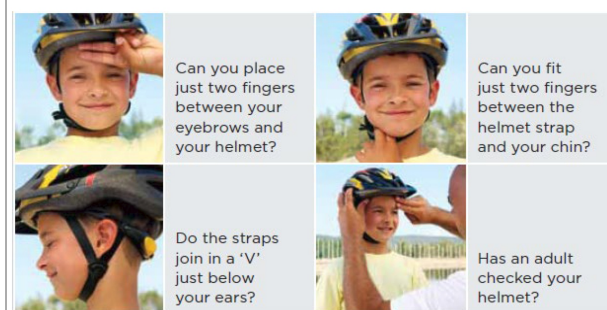 Can you place
just two fingers
between your
eyebrows and
your helmet?
Can you fit
just two fingers
between the
helmet strap
and your chin?
Do the straps
join in a 'V'
just below
your ears?
Has an adult
checked your
helmet?